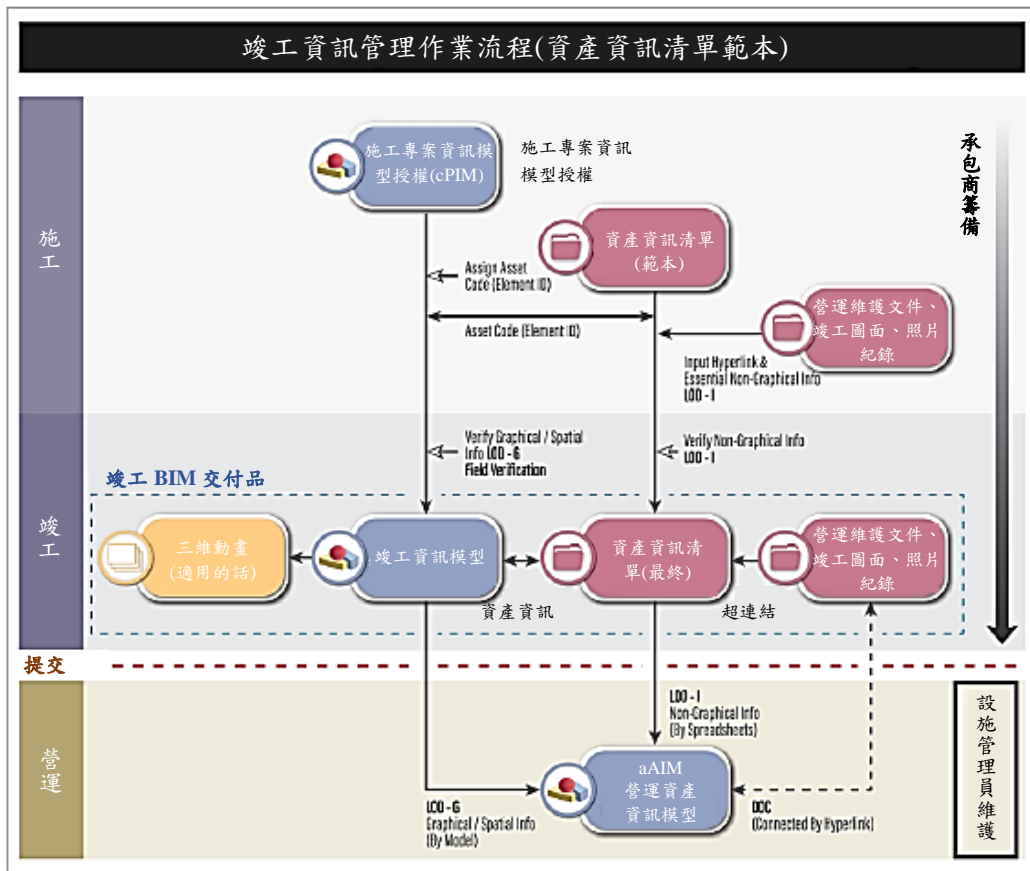 竣工資訊管理作業流程(資產資訊清單範本)
施工
施工專案資訊模
型授權(cPIM)
施工專案資訊
模型授權
承包商籌備
資產資訊清單
(範本)
Assign Asset
Code (Element ID)
Asset Code (Element ID)
營運維護文件、
竣工圖面、照片
紀錄
Input Hyperlink &
Essential Non-Graphical Info
LOD - I
竣工
Verify Graphical / Spatial
Info LOD - G
Field Verification
Verify Non-Graphical Info
LOD - I
竣工 BIM 交付品
三維動畫
(適用的話)
竣工資訊模型
資產資訊清
單(最終)
營運維護文件、
竣工圖面、照片
紀錄
資產資訊
超連結
提交
營運
LOD - I
Non-Graphical Info
(By Spreadsheets)
設施管理員維護
aAIM
營運資產
資訊模型
LOD - G
Graphical / Spatial Info
(By Model)
DOC
(Connected By Hyperlink)